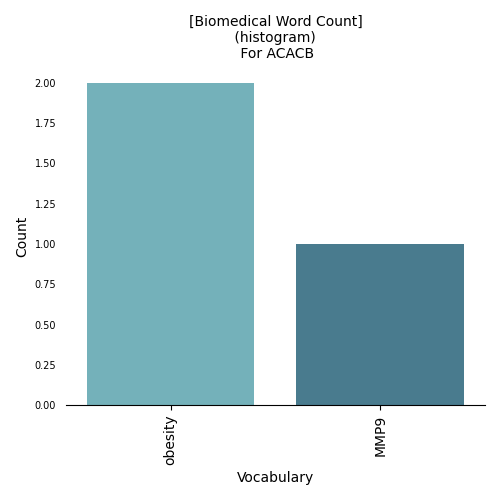 [Biomedical Word Count]
(histogram)
For ACACB
2.00
1.75
1.50
1.25
1.00
0.75
0.50
0.25
0.00
Count
obesity
MMP9
Vocabulary